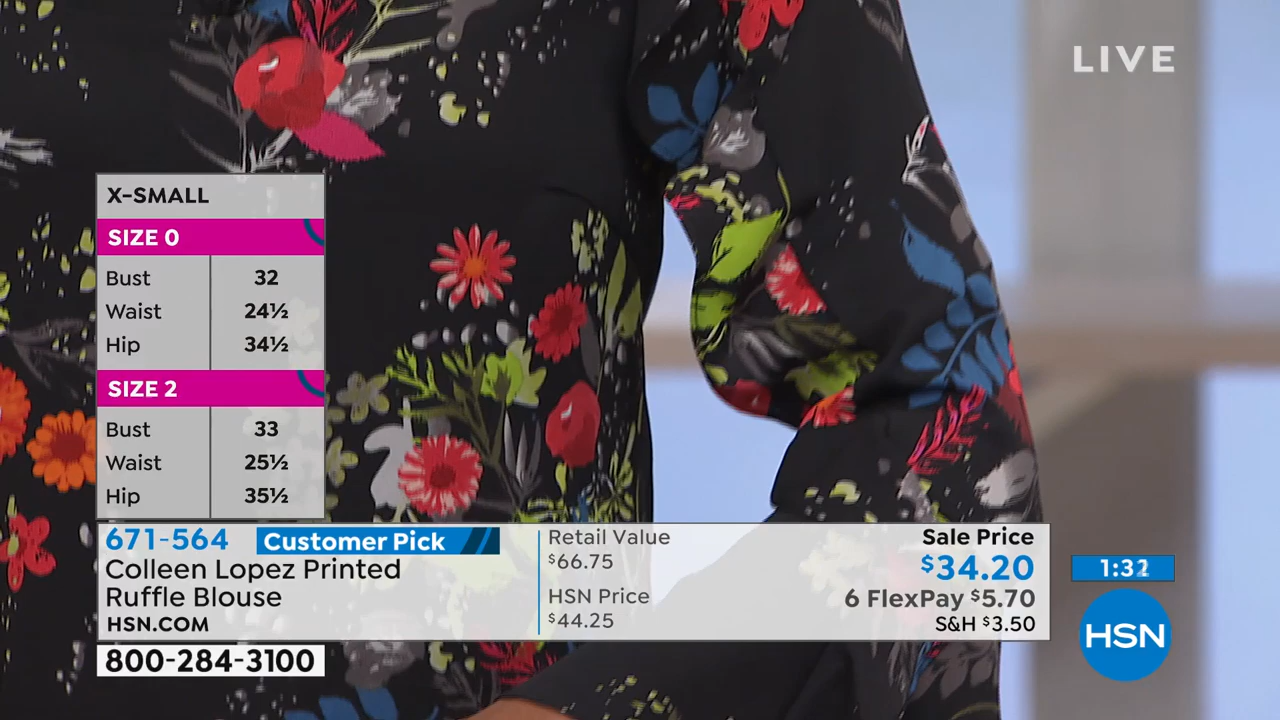 LIVE
X-SMALL
SIZE 0
Bust 32
Waist 24½
Hip 34½
SIZE 2
Bust 33
Waist 25½
Hip 35½
671-564 Customer Pick
Colleen Lopez Printed
Ruffle Blouse
HSN.COM
800-284-3100
Retail Value
$66.75
HSN Price
$44.25
Sale Price
$34.20
6 FlexPay $5.70
S&H $3.50
1:32
HSN